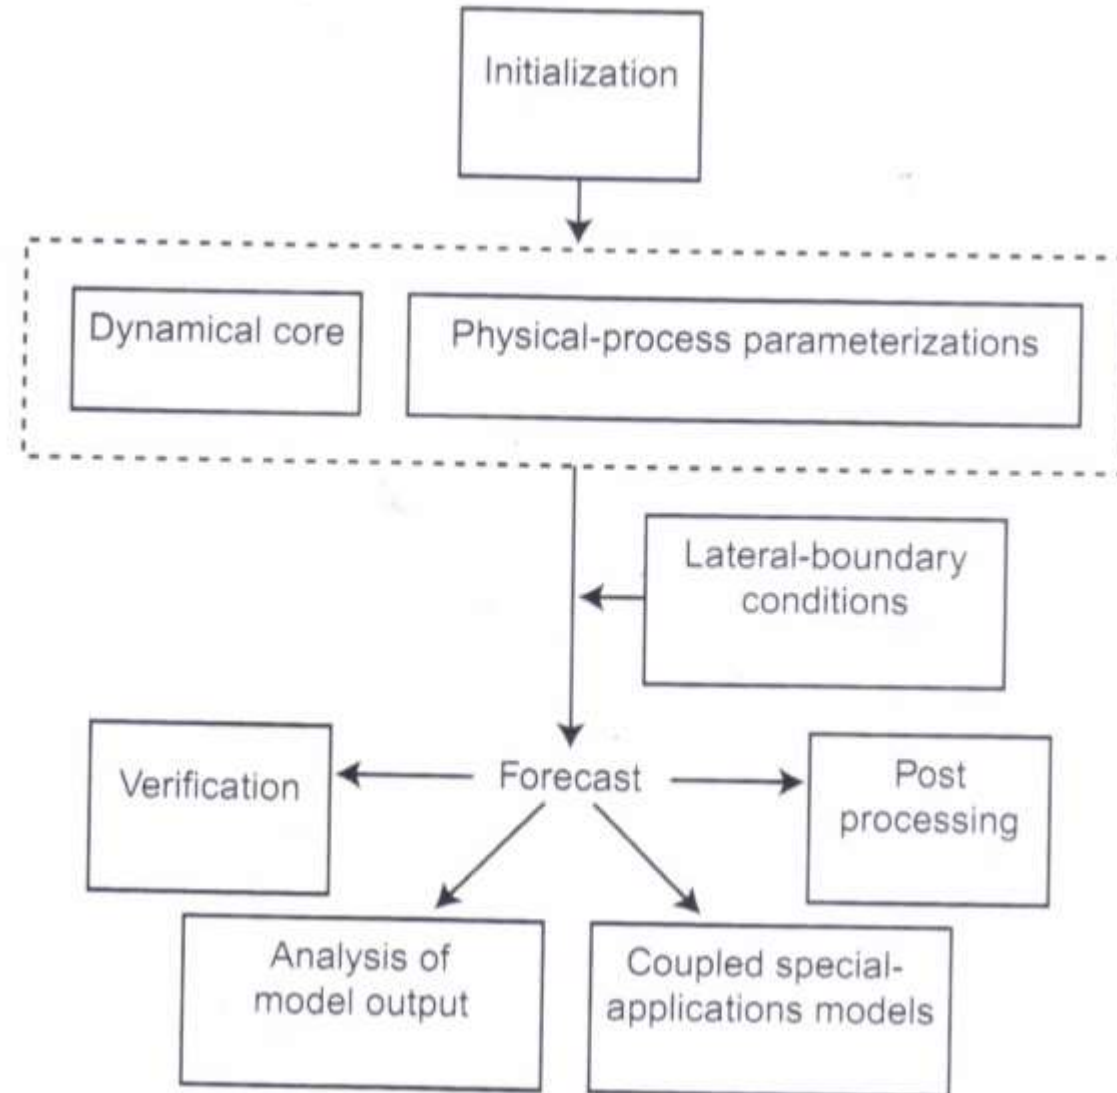 Initialization
Dynamical core
Physical-process parameterizations
Lateral-boundary
conditions
Verification
Forecast
Post
processing
Analysis of
model output
Coupled special-
applications models